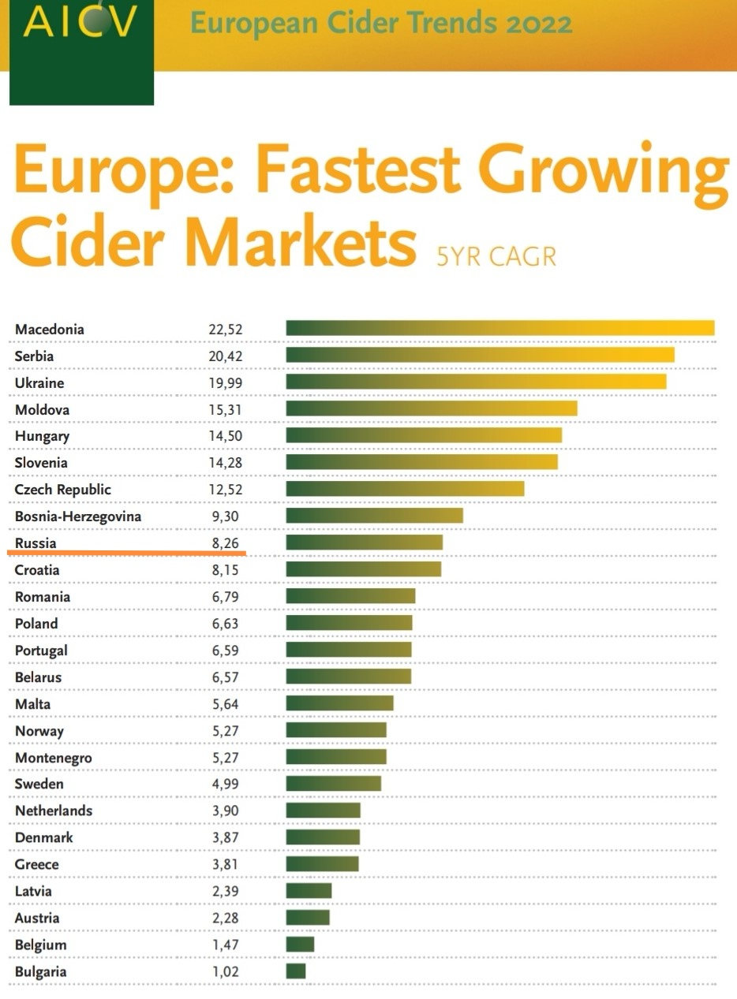 AICV
European Cider Trends 2022
Europe: Fastest Growing
Cider Markets 5YR CAGR
Macedonia 22,52
Serbia 20,42
Ukraine 19,99
Moldova 15,31
Hungary 14,50
Slovenia 14,28
Czech Republic 12,52
Bosnia-Herzegovina 9,30
Russia 8,26
Croatia 8,15
Romania 6,79
Poland 6,63
Portugal 6,59
Belarus 6,57
Malta 5,64
Norway 5,27
Montenegro 5,27
Sweden 4,99
Netherlands 3,90
Denmark 3,87
Greece 3,81
Latvia 2,39
Austria 2,28
Belgium 1,47
Bulgaria 1,02